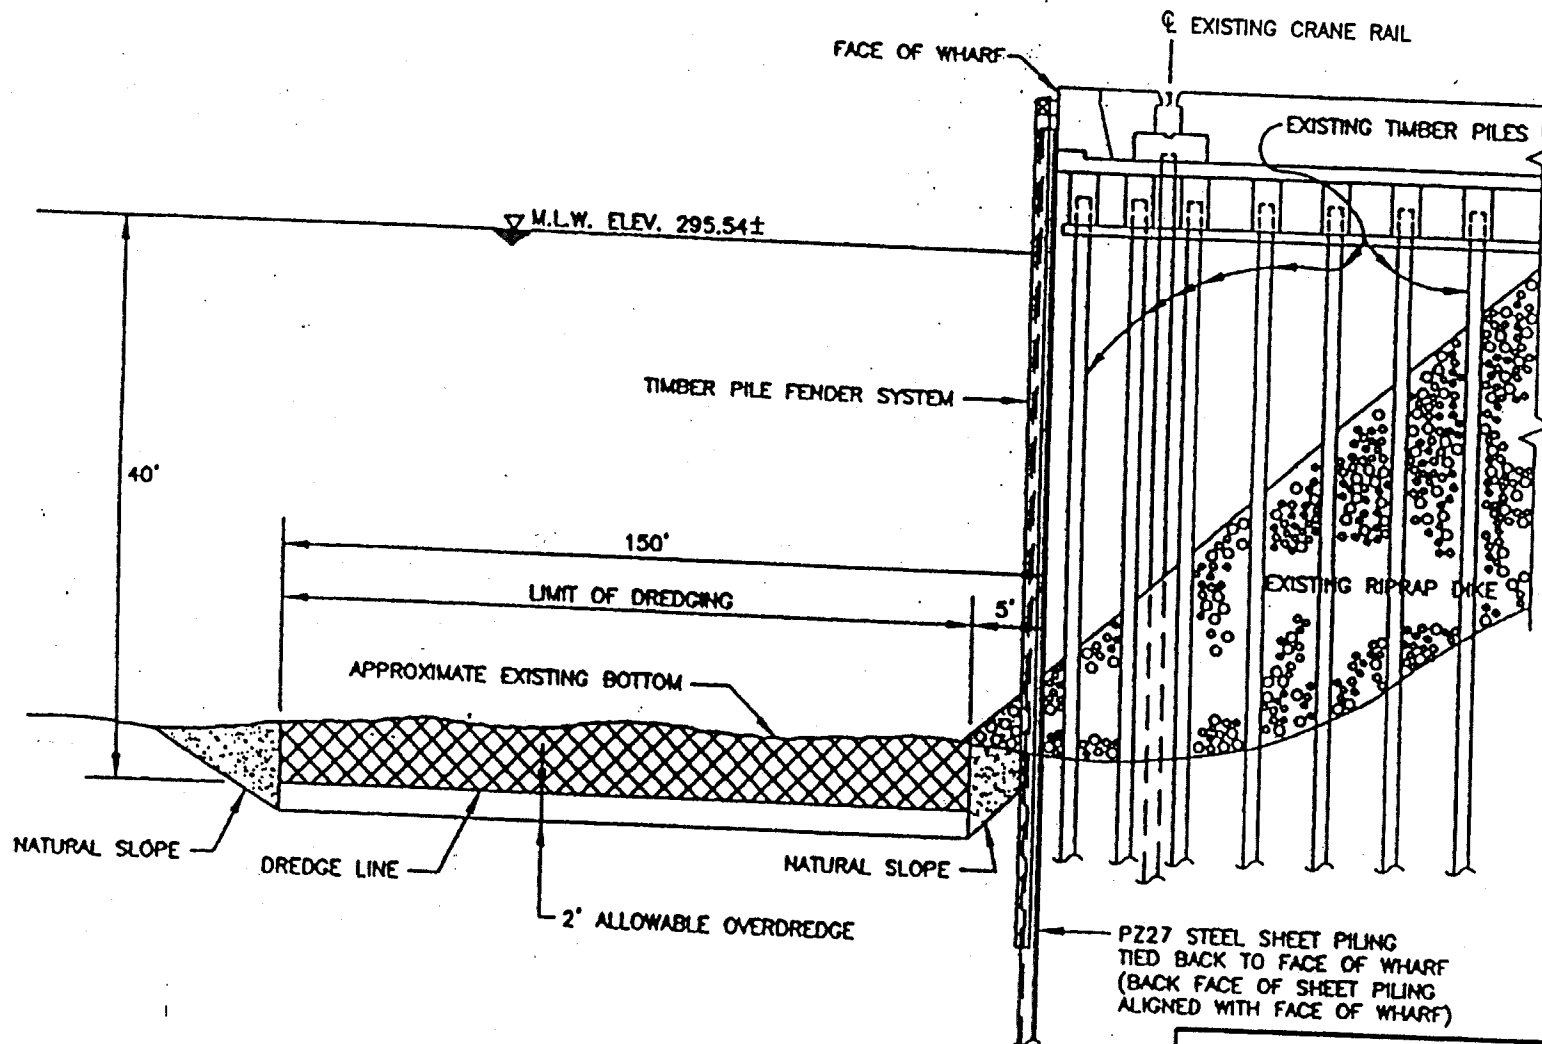 ℄ EXISTING CRANE RAIL
FACE OF WHARF
EXISTING TIMBER PILES
M.L.W. ELEV. 295.54±
TIMBER PILE FENDER SYSTEM
40'
150'
LIMIT OF DREDGING
5'
EXISTING RIPRAP DIKE
APPROXIMATE EXISTING BOTTOM
NATURAL SLOPE
DREDGE LINE
NATURAL SLOPE
2' ALLOWABLE OVERDREDGE
PZ27 STEEL SHEET PILING
TIED BACK TO FACE OF WHARF
(BACK FACE OF SHEET PILING
ALIGNED WITH FACE OF WHARF)